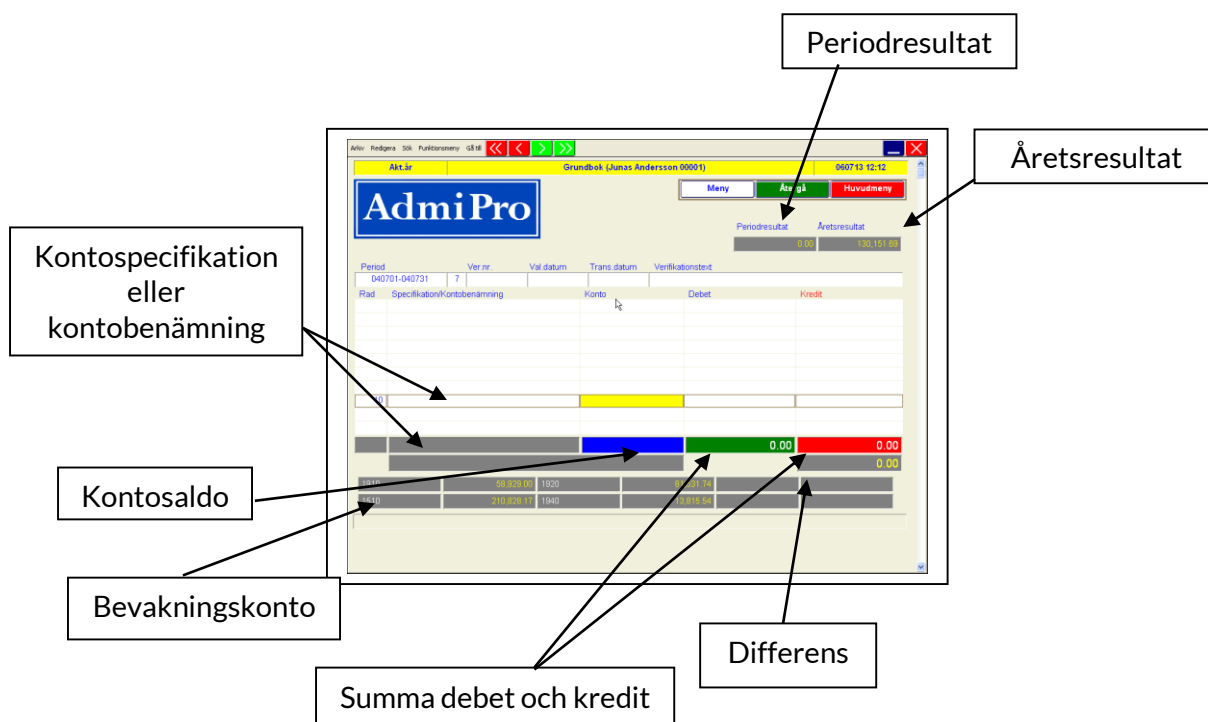 Periodresultat
Åretsresultat
Kontospecifikation
eller
kontobenämning
Kontosaldo
Bevakningskonto
Summa debet och kredit
Differens
Arkiv Redigera Sök Funktionsmeny Gå till
Akt.år Grundbok (Junas Andersson 00001) 060713 12:12
AdmiPro
Meny Återgå Huvudmeny
Periodresultat Åretsresultat
0.00 130,151.69
Period Ver.nr. Val.datum Trans.datum Verifikationstext
040701-040731 7
Rad Specifikation/Kontobenämning Konto Debet Kredit
0.00 0.00
0.00
1910 58,929.00 1920
1510 210,828.17 1940 13,815.54